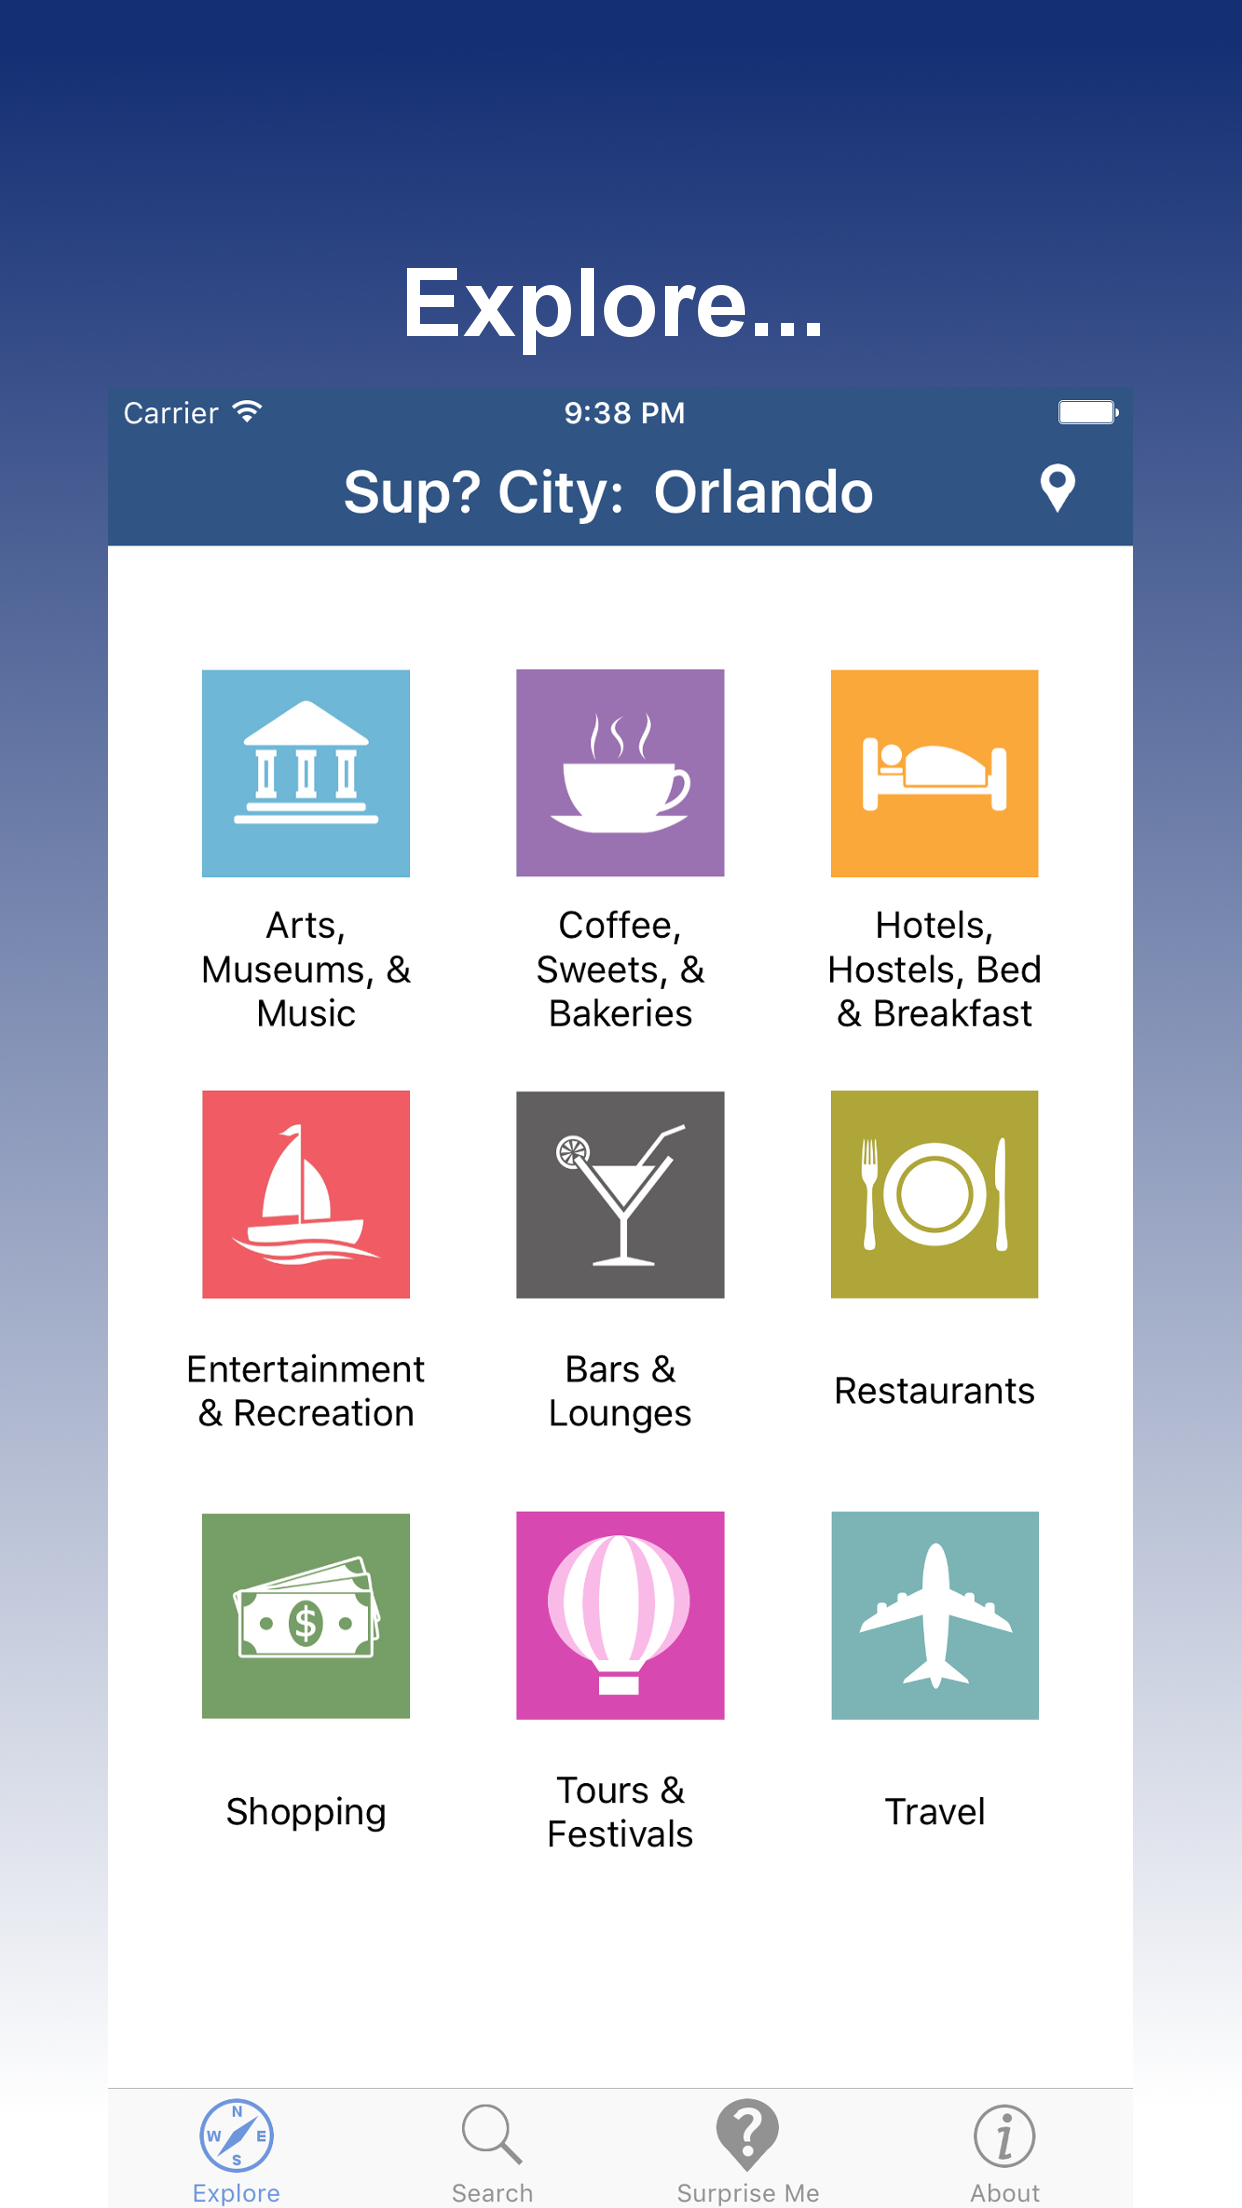 Explore...
Carrier 9:38 PM
Sup? City: Orlando
Arts,
Museums, &
Music
Coffee,
Sweets, &
Bakeries
Hotels,
Hostels, Bed
& Breakfast
Entertainment
& Recreation
Bars &
Lounges
Restaurants
$
Shopping
Tours &
Festivals
Travel
N
W E
S
Explore
Search
?
Surprise Me
i
About